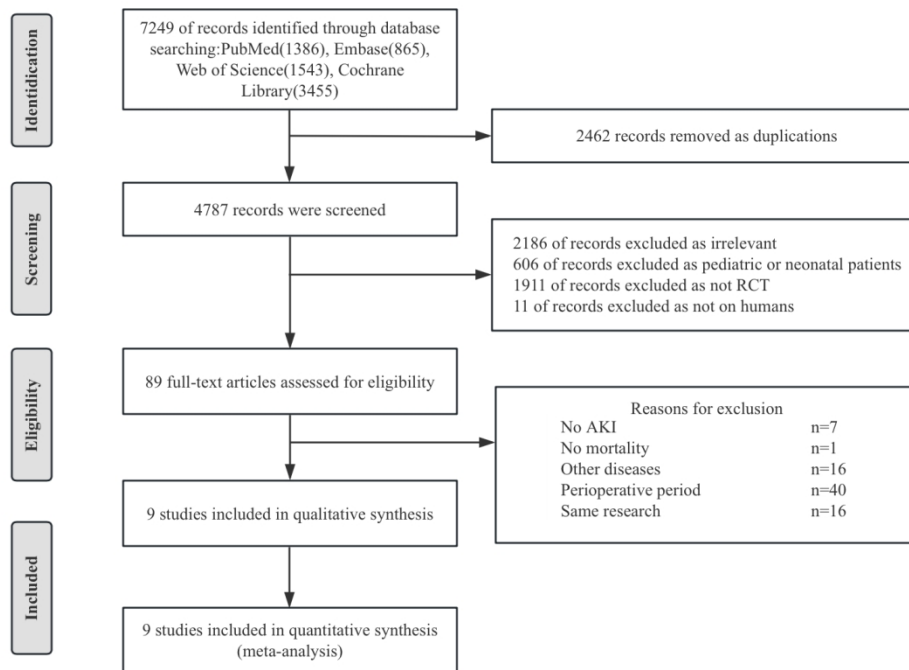 Identidication
7249 of records identified through database
searching:PubMed(1386), Embase(865),
Web of Science(1543), Cochrane
Library(3455)
2462 records removed as duplications
Screening
4787 records were screened
2186 of records excluded as irrelevant
606 of records excluded as pediatric or neonatal patients
1911 of records excluded as not RCT
11 of records excluded as not on humans
Eligibility
89 full-text articles assessed for eligibility
Reasons for exclusion
No AKI n=7
No mortality n=1
Other diseases n=16
Perioperative period n=40
Same research n=16
9 studies included in qualitative synthesis
Included
9 studies included in quantitative synthesis
(meta-analysis)